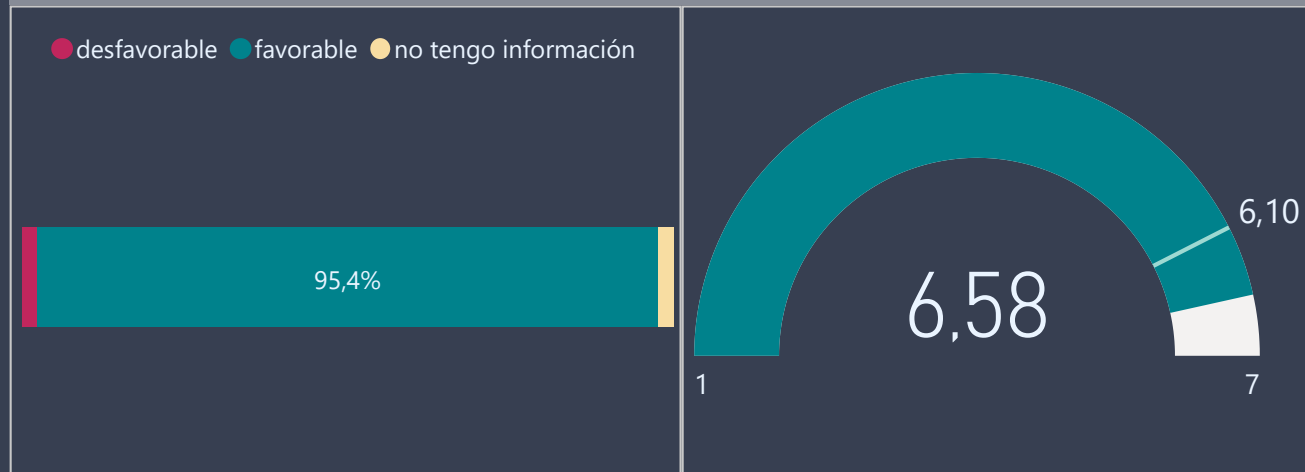 desfavorable favorable no tengo información
95,4%
6,10
6,58
1 7